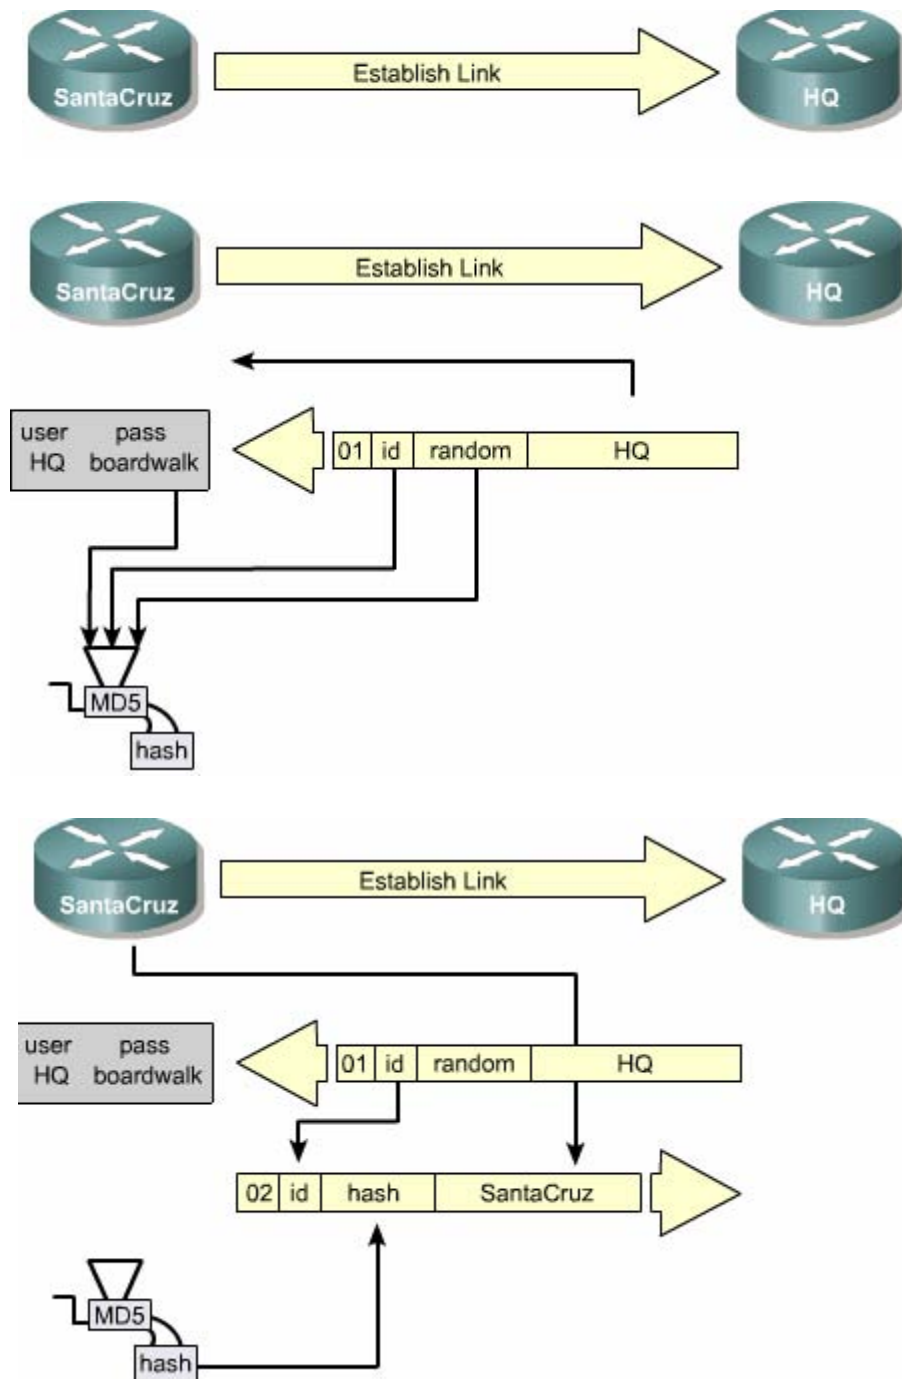 Establish Link
SantaCruz
HQ
Establish Link
SantaCruz
HQ
user pass
HQ boardwalk
01 id random HQ
MD5
hash
Establish Link
SantaCruz
HQ
user pass
HQ boardwalk
01 id random HQ
02 id hash SantaCruz
MD5
hash